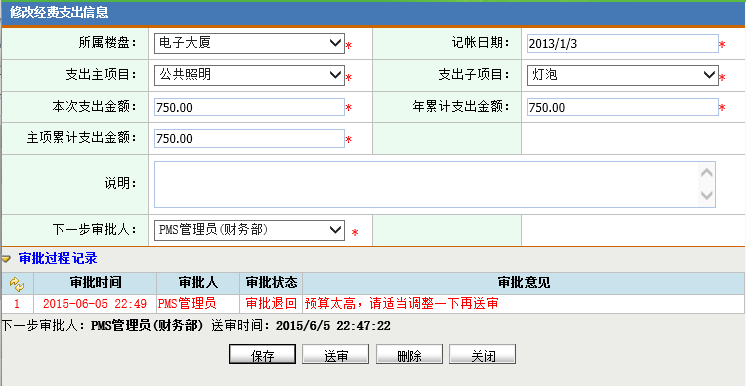 修改经费支出信息
所属楼盘： 电子大厦 * 记帐日期： 2013/1/3 *
支出主项目： 公共照明 * 支出子项目： 灯泡 *
本次支出金额： 750.00 * 年累计支出金额： 750.00 *
主项累计支出金额： 750.00 *
说明：
下一步审批人： PMS管理员(财务部) *
审批过程记录
审批时间 审批人 审批状态 审批意见
1 2015-06-05 22:49 PMS管理员 审批退回 预算太高，请适当调整一下再送审
下一步审批人：PMS管理员(财务部) 送审时间：2015/6/5 22:47:22
保存 送审 删除 关闭